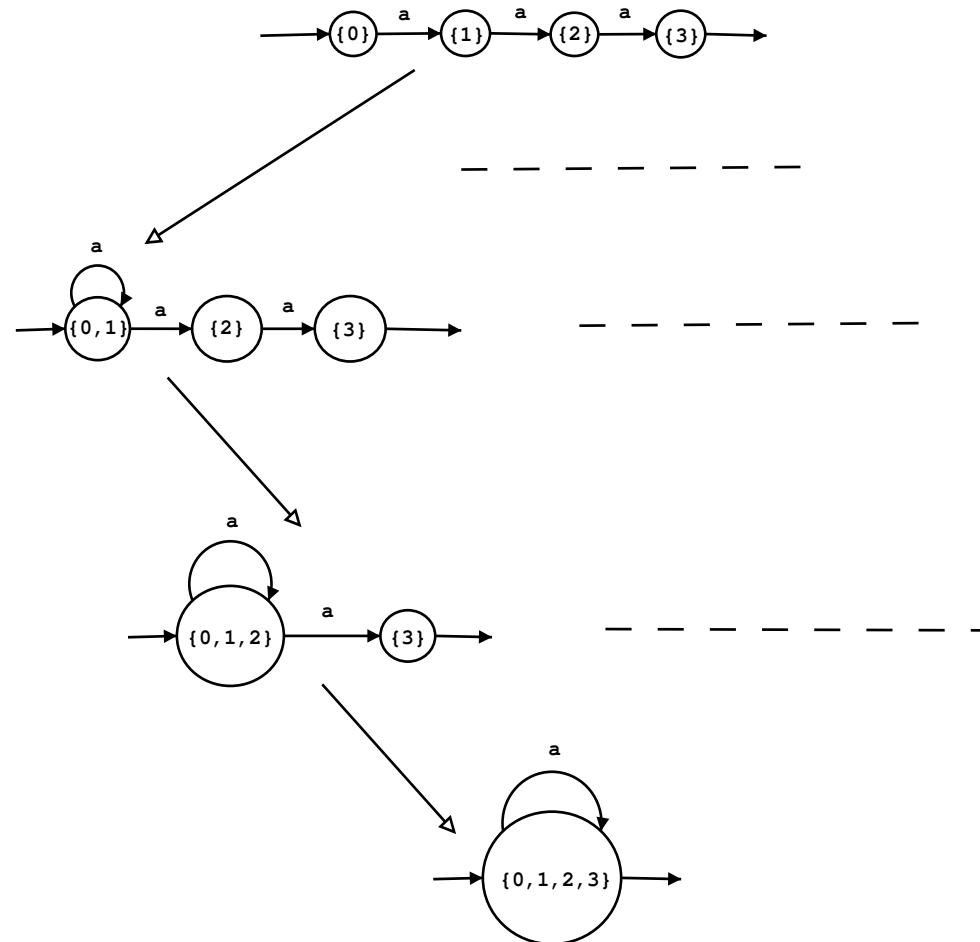 a a a
{0} {1} {2} {3}
a
a a
{0,1} {2} {3}
a
a
{0,1,2} {3}
a
{0,1,2,3}